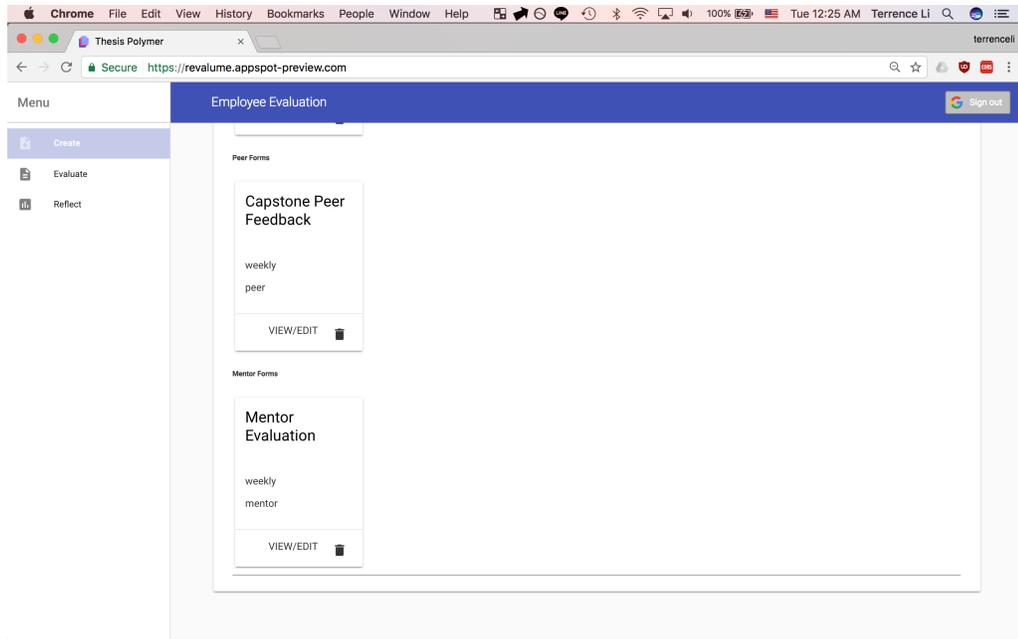 Chrome File Edit View History Bookmarks People Window Help 100% Tue 12:25 AM Terrence Li
Thesis Polymer
terrenceli
Secure https://revalume.appspot-preview.com
Menu
Employee Evaluation
Sign out
Create
Evaluate
Reflect
Peer Forms
Capstone Peer
Feedback
weekly
peer
VIEW/EDIT
Mentor Forms
Mentor
Evaluation
weekly
mentor
VIEW/EDIT